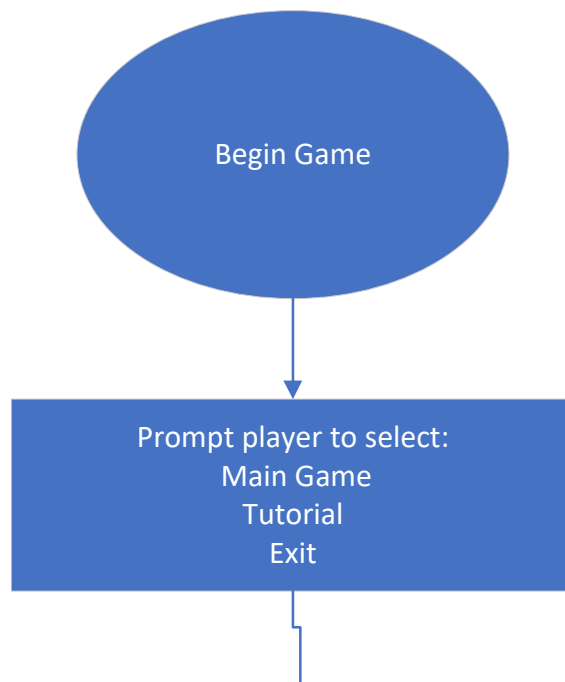 Begin Game
Prompt player to select:
Main Game
Tutorial
Exit